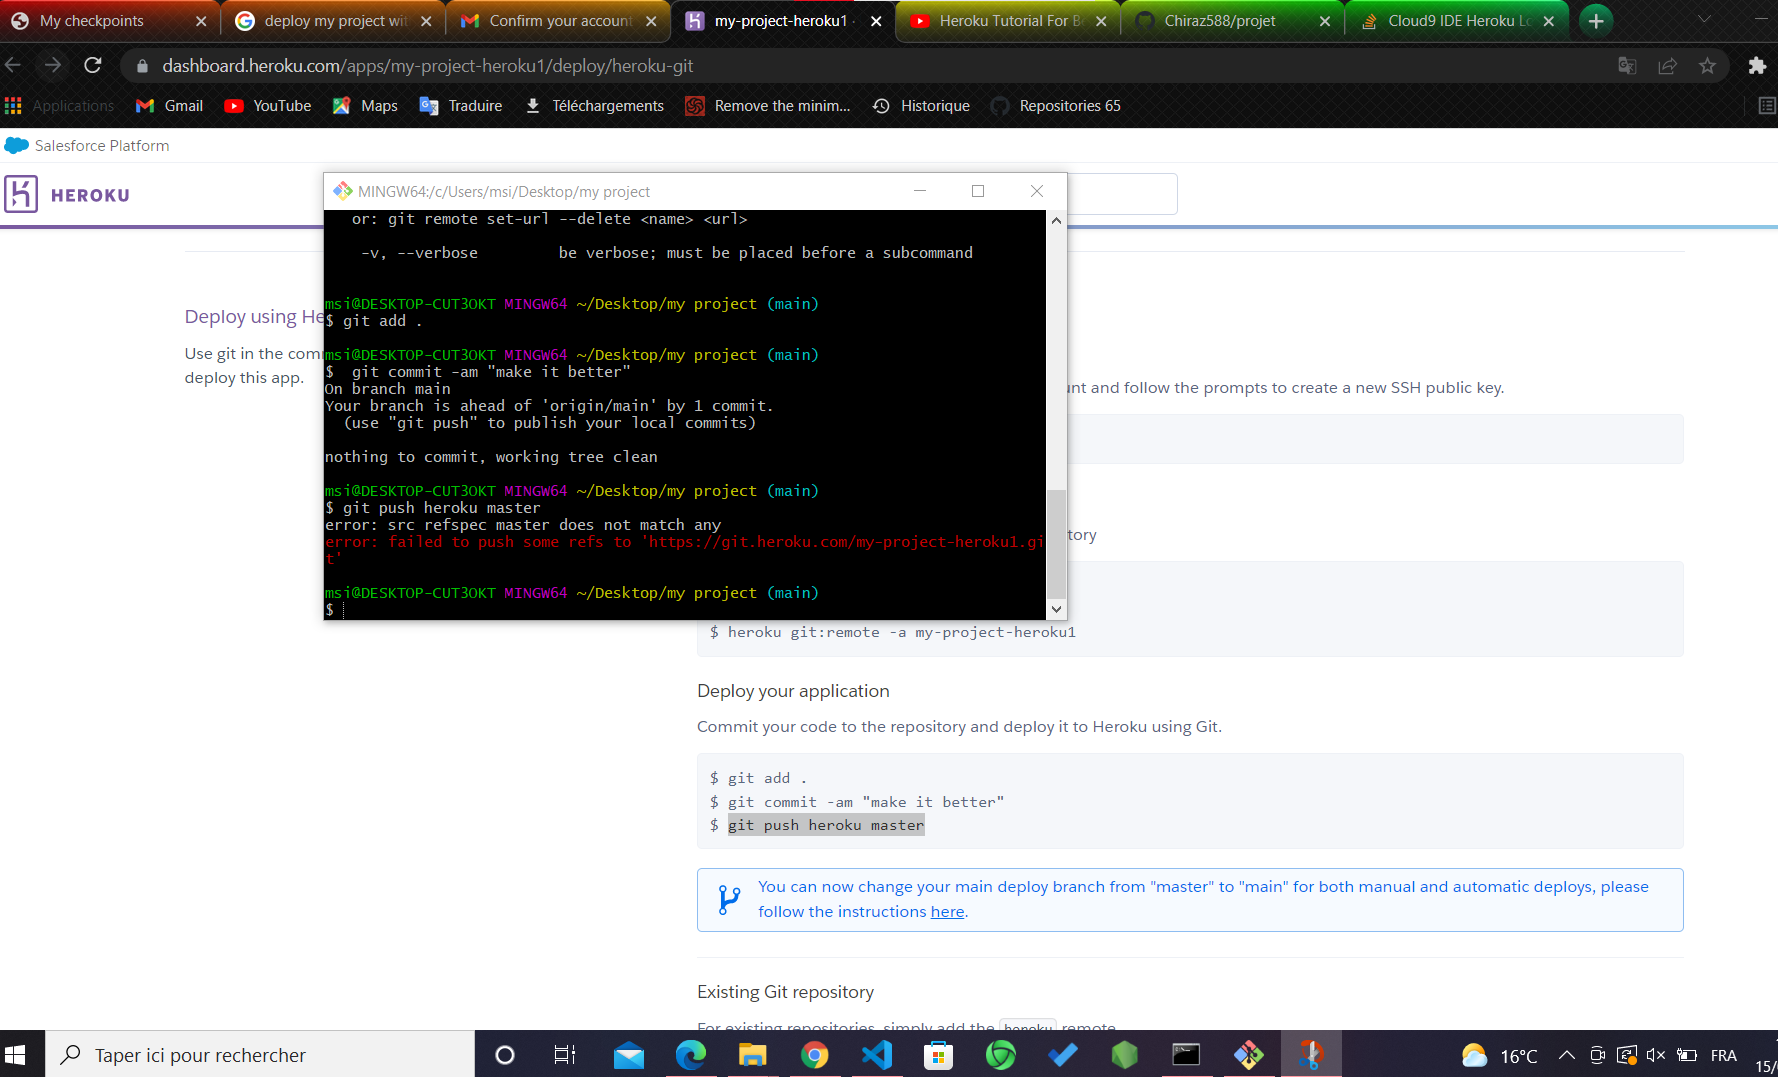 My checkpoints
deploy my project wit
Confirm your account
my-project-heroku1
Heroku Tutorial For Be
Chiraz588/projet
Cloud9 IDE Heroku Lo
dashboard.heroku.com/apps/my-project-heroku1/deploy/heroku-git
Applications
Gmail
YouTube
Maps
Traduire
Téléchargements
Remove the minim...
Historique
Repositories 65
Salesforce Platform
HEROKU
MINGW64:/c/Users/msi/Desktop/my project
or: git remote set-url --delete <name> <url>
-v, --verbose be verbose; must be placed before a subcommand
msi@DESKTOP-CUT3OKT MINGW64 ~/Desktop/my project (main)
$ git add .
msi@DESKTOP-CUT3OKT MINGW64 ~/Desktop/my project (main)
$  git commit -am "make it better"
On branch main
Your branch is ahead of 'origin/main' by 1 commit.
(use "git push" to publish your local commits)
nothing to commit, working tree clean
msi@DESKTOP-CUT3OKT MINGW64 ~/Desktop/my project (main)
$ git push heroku master
error: src refspec master does not match any
error: failed to push some refs to 'https://git.heroku.com/my-project-heroku1.gi
t'
msi@DESKTOP-CUT3OKT MINGW64 ~/Desktop/my project (main)
$
Deploy using He
Use git in the com
deploy this app.
unt and follow the prompts to create a new SSH public key.
tory
$ heroku git:remote -a my-project-heroku1
Deploy your application
Commit your code to the repository and deploy it to Heroku using Git.
$ git add .
$ git commit -am "make it better"
$ git push heroku master
You can now change your main deploy branch from "master" to "main" for both manual and automatic deploys, please
follow the instructions here.
Existing Git repository
For existing repositories, simply add the heroku remote
Taper ici pour rechercher
16°C
FRA
15/